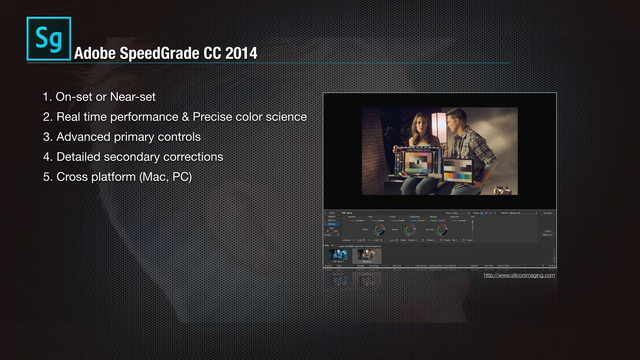 Sg
Adobe SpeedGrade CC 2014
1. On-set or Near-set
2. Real time performance & Precise color science
3. Advanced primary controls
4. Detailed secondary corrections
5. Cross platform (Mac, PC)
http://www.siliconimaging.com